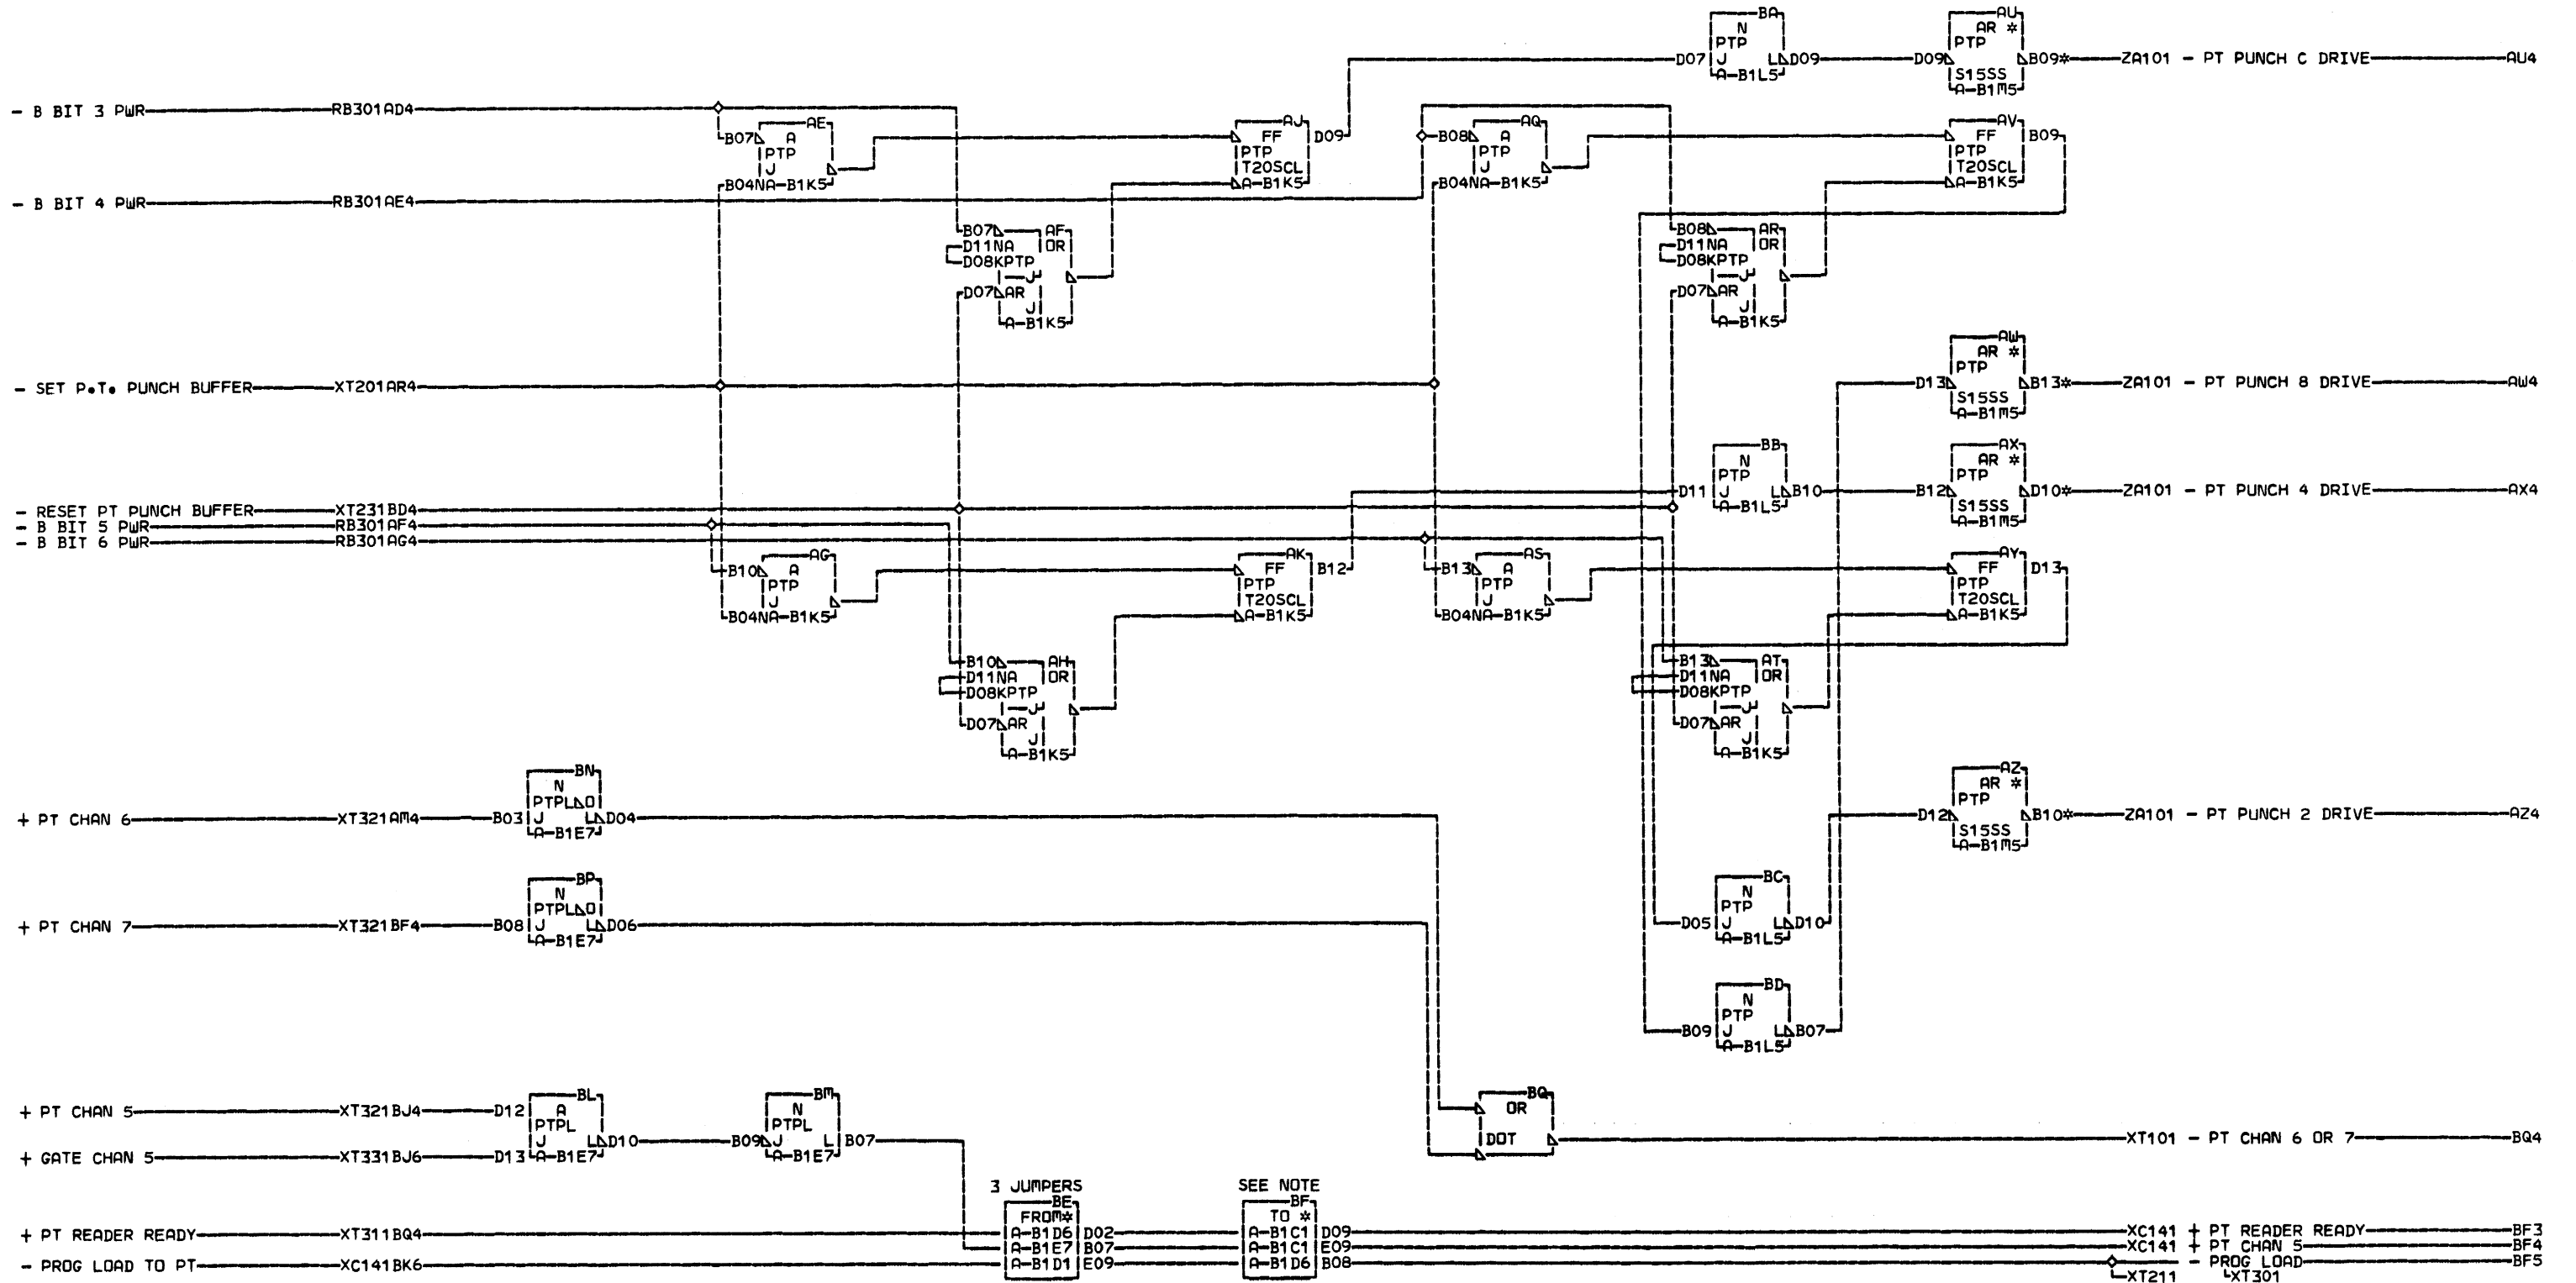 BA
N
PTP
D07 J L D09
A-B1L5
AU
AR *
PTP
D09 B09* ZA101 - PT PUNCH C DRIVE AU4
S15SS
A-B1M5
- B BIT 3 PWR RB301AD4
AE
B07 A
PTP
J
B04NA-B1K5
AJ
FF D09
PTP
T20SCL
A-B1K5
AQ
B08 A
PTP
J
B04NA-B1K5
AV
FF B09
PTP
T20SCL
A-B1K5
- B BIT 4 PWR RB301AE4
B07 AF
D11NA OR
D08KPTP
J
D07 AR
J
A-B1K5
B08 AR
D11NA OR
D08KPTP
J
D07 AR
J
A-B1K5
AW
AR *
PTP
- SET P.T. PUNCH BUFFER XT201AR4
D13 B13* ZA101 - PT PUNCH 8 DRIVE AW4
S15SS
A-B1M5
BB
N
PTP
D11 J L B10
A-B1L5
AX
AR *
PTP
B12 D10* ZA101 - PT PUNCH 4 DRIVE AX4
S15SS
A-B1M5
- RESET PT PUNCH BUFFER XT231BD4
- B BIT 5 PWR RB301AF4
- B BIT 6 PWR RB301AG4
AG
B10 A
PTP
J
B04NA-B1K5
AK
FF B12
PTP
T20SCL
A-B1K5
AS
B13 A
PTP
J
B04NA-B1K5
AY
FF D13
PTP
T20SCL
A-B1K5
B10 AH
D11NA OR
D08KPTP
J
D07 AR
J
A-B1K5
B13 AT
D11NA OR
D08KPTP
J
D07 AR
J
A-B1K5
BN
N
PTPL O
+ PT CHAN 6 XT321AM4 B03 J L D04
A-B1E7
AZ
AR *
PTP
D12 B10* ZA101 - PT PUNCH 2 DRIVE AZ4
S15SS
A-B1M5
BP
N
PTPL O
+ PT CHAN 7 XT321BF4 B08 J L D06
A-B1E7
BC
N
PTP
D05 J L D10
A-B1L5
BD
N
PTP
B09 J L B07
A-B1L5
BL
+ PT CHAN 5 XT321BJ4 D12 A
PTPL
J L D10
+ GATE CHAN 5 XT331BJ6 D13 A-B1E7
BM
N
PTPL
B09 J L B07
A-B1E7
BQ
OR
DOT XT101 - PT CHAN 6 OR 7 BQ4
3 JUMPERS SEE NOTE
BE BF
FROM* TO *
+ PT READER READY XT311BQ4 A-B1D6 D02 A-B1C1 D09 XC141 + PT READER READY BF3
A-B1E7 B07 A-B1C1 E09 XC141 + PT CHAN 5 BF4
- PROG LOAD TO PT XC141BK6 A-B1D1 E09 A-B1D6 B08 - PROG LOAD BF5
XT211 XT301